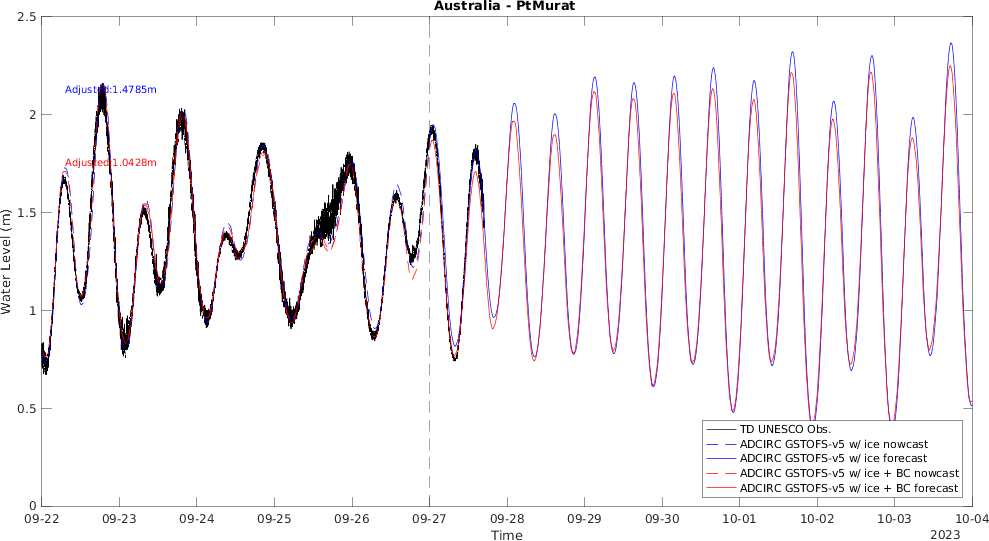 Australia - PtMurat
2.5
2
1.5
1
0.5
0
Water Level (m)
Adjusted:1.4785m
Adjusted:1.0428m
TD UNESCO Obs.
ADCIRC GSTOFS-v5 w/ ice nowcast
ADCIRC GSTOFS-v5 w/ ice forecast
ADCIRC GSTOFS-v5 w/ ice + BC nowcast
ADCIRC GSTOFS-v5 w/ ice + BC forecast
09-22 09-23 09-24 09-25 09-26 09-27 09-28 09-29 09-30 10-01 10-02 10-03 10-04
Time
2023